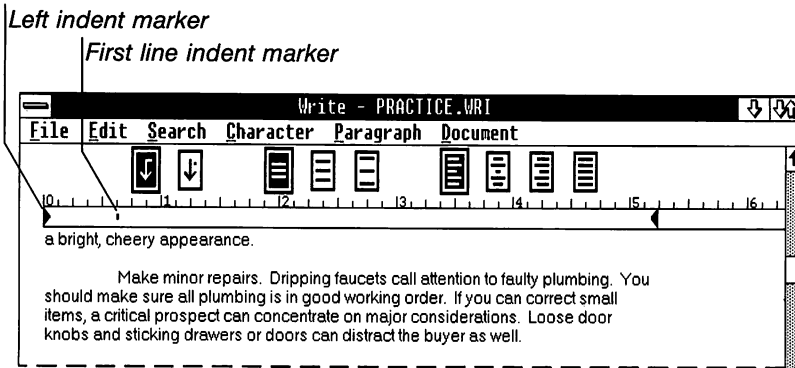 Left indent marker
First line indent marker
Write - PRACTICE.WRI
File Edit Search Character Paragraph Document
0 1 2 3 4 5 6
a bright, cheery appearance.
Make minor repairs. Dripping faucets call attention to faulty plumbing. You
should make sure all plumbing is in good working order. If you can correct small
items, a critical prospect can concentrate on major considerations. Loose door
knobs and sticking drawers or doors can distract the buyer as well.